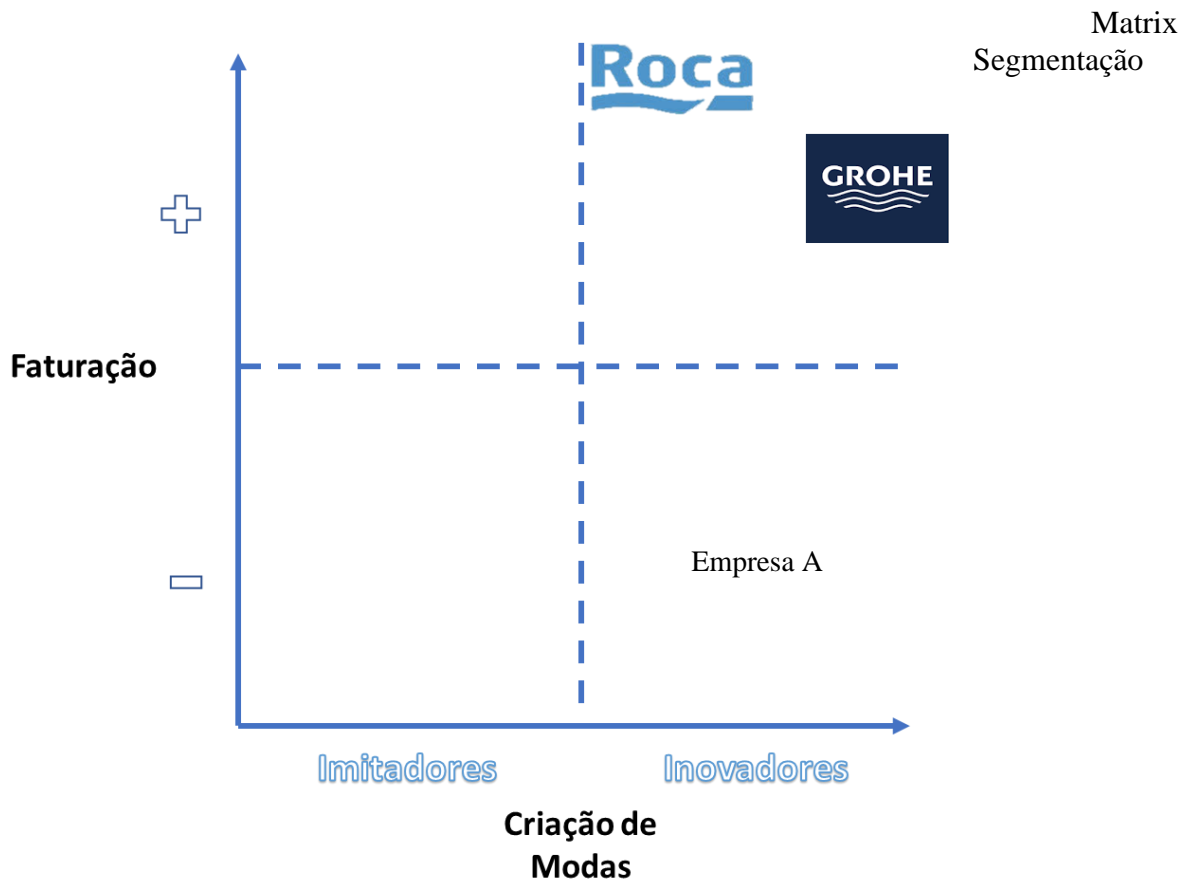 Matrix
Segmentação
Roca
GROHE
Faturação
Empresa A
Imitadores
Inovadores
Criação de
Modas